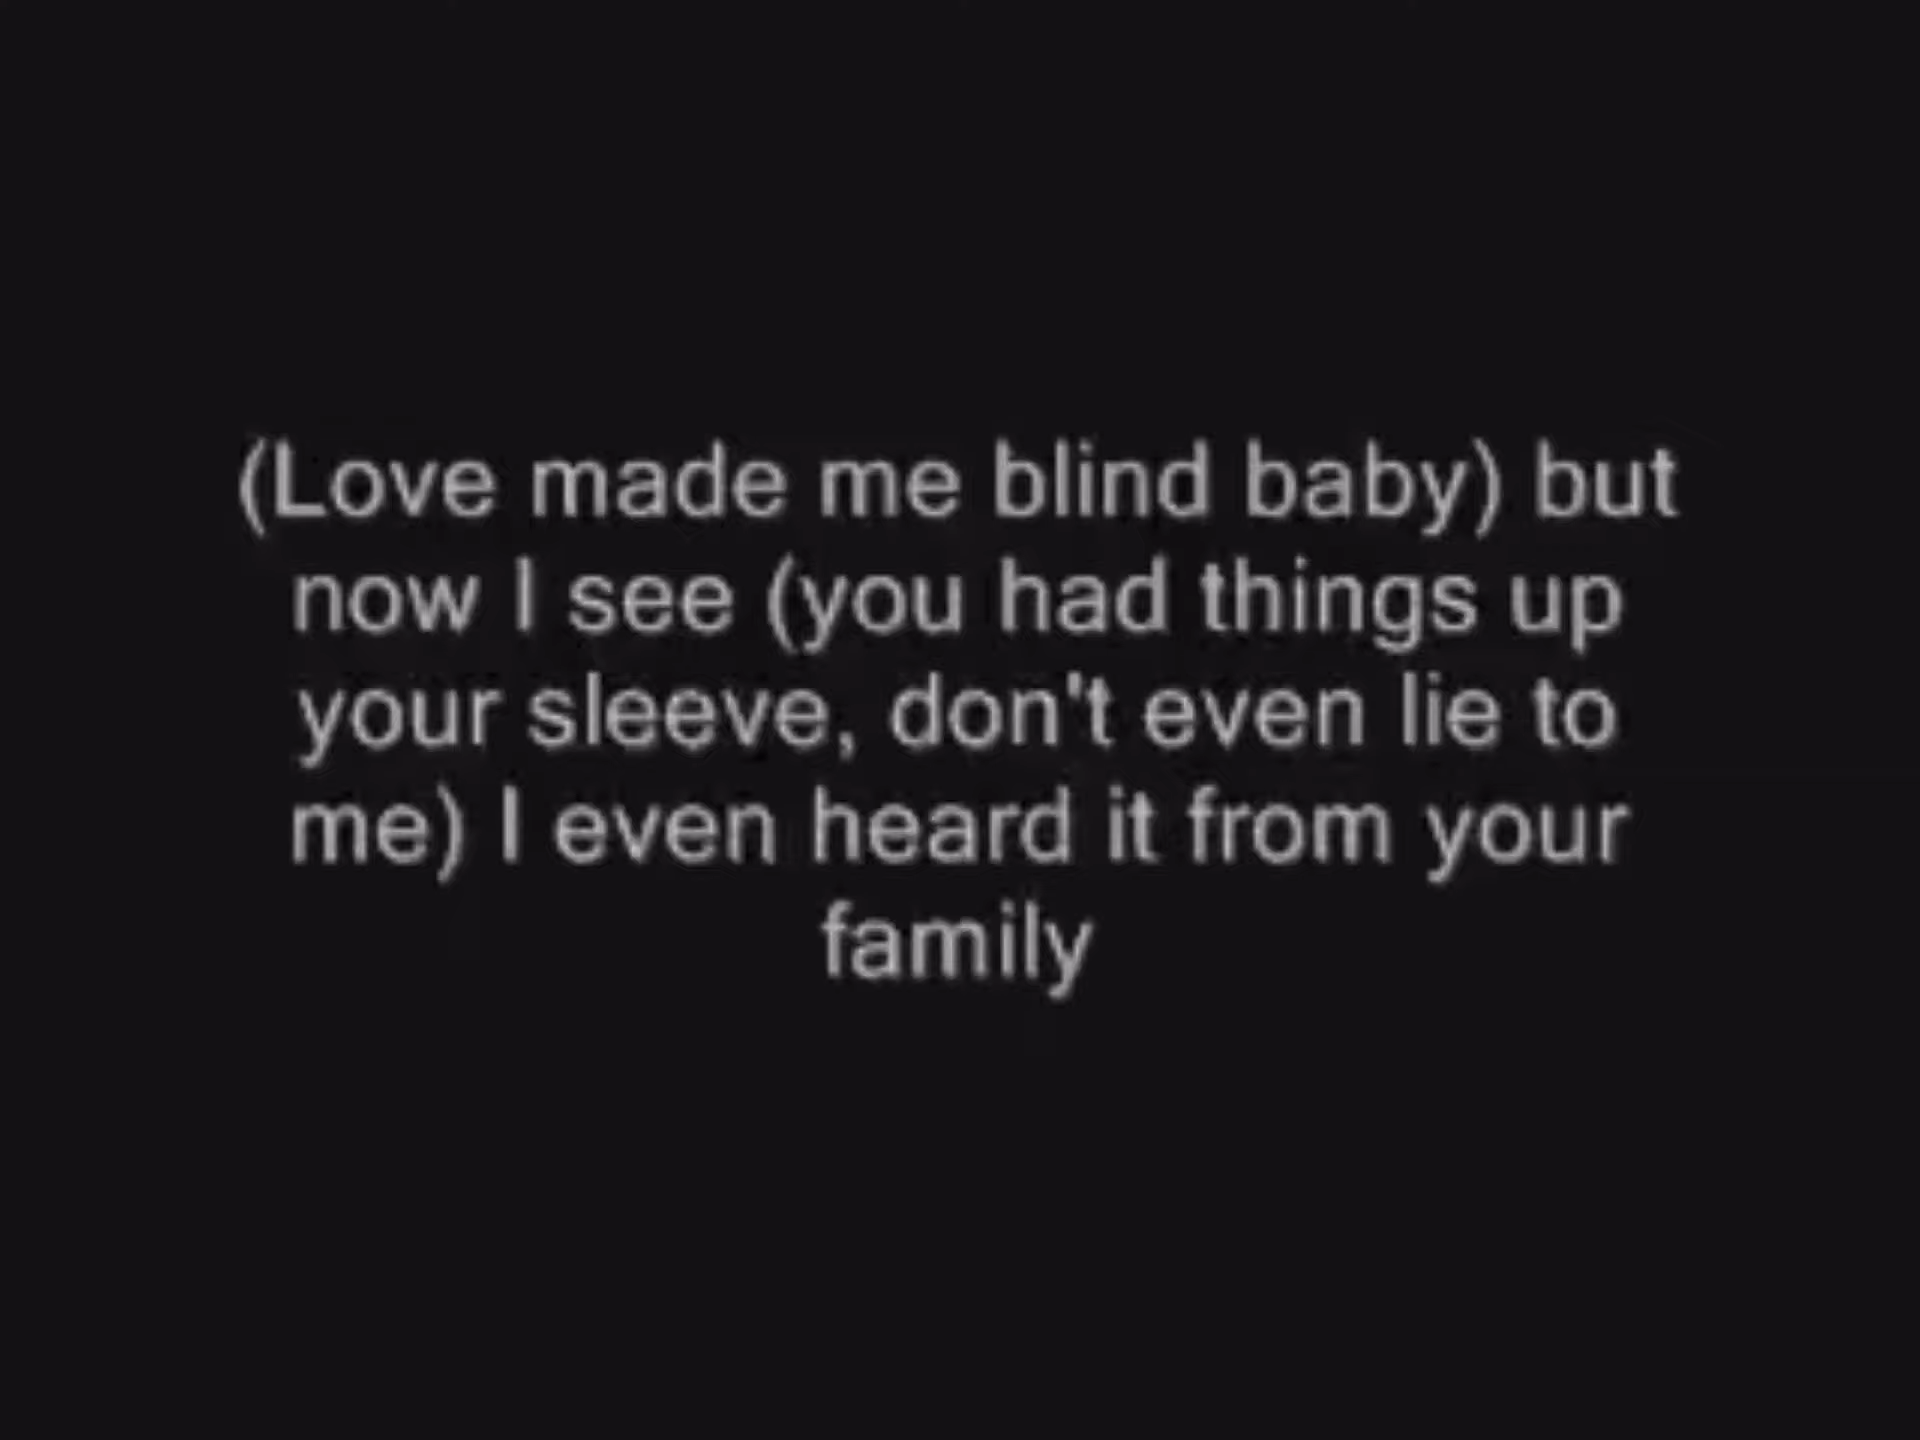 (Love made me blind baby) but
now I see (you had things up
your sleeve, don't even lie to
me) I even heard it from your
family